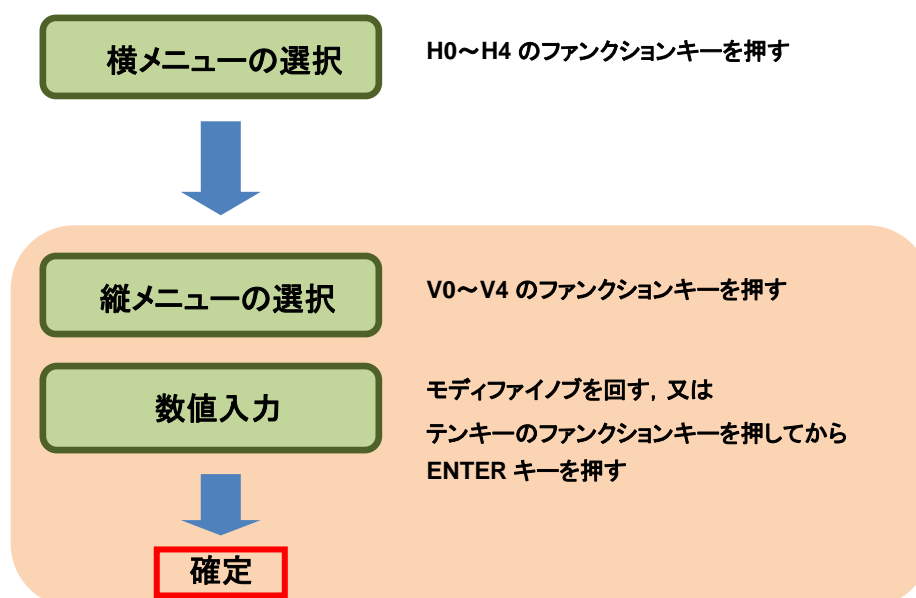 横メニューの選択
H0～H4 のファンクションキーを押す
縦メニューの選択
V0～V4 のファンクションキーを押す
数値入力
モディファイノブを回す，又は
テンキーのファンクションキーを押してから
ENTER キーを押す
確定